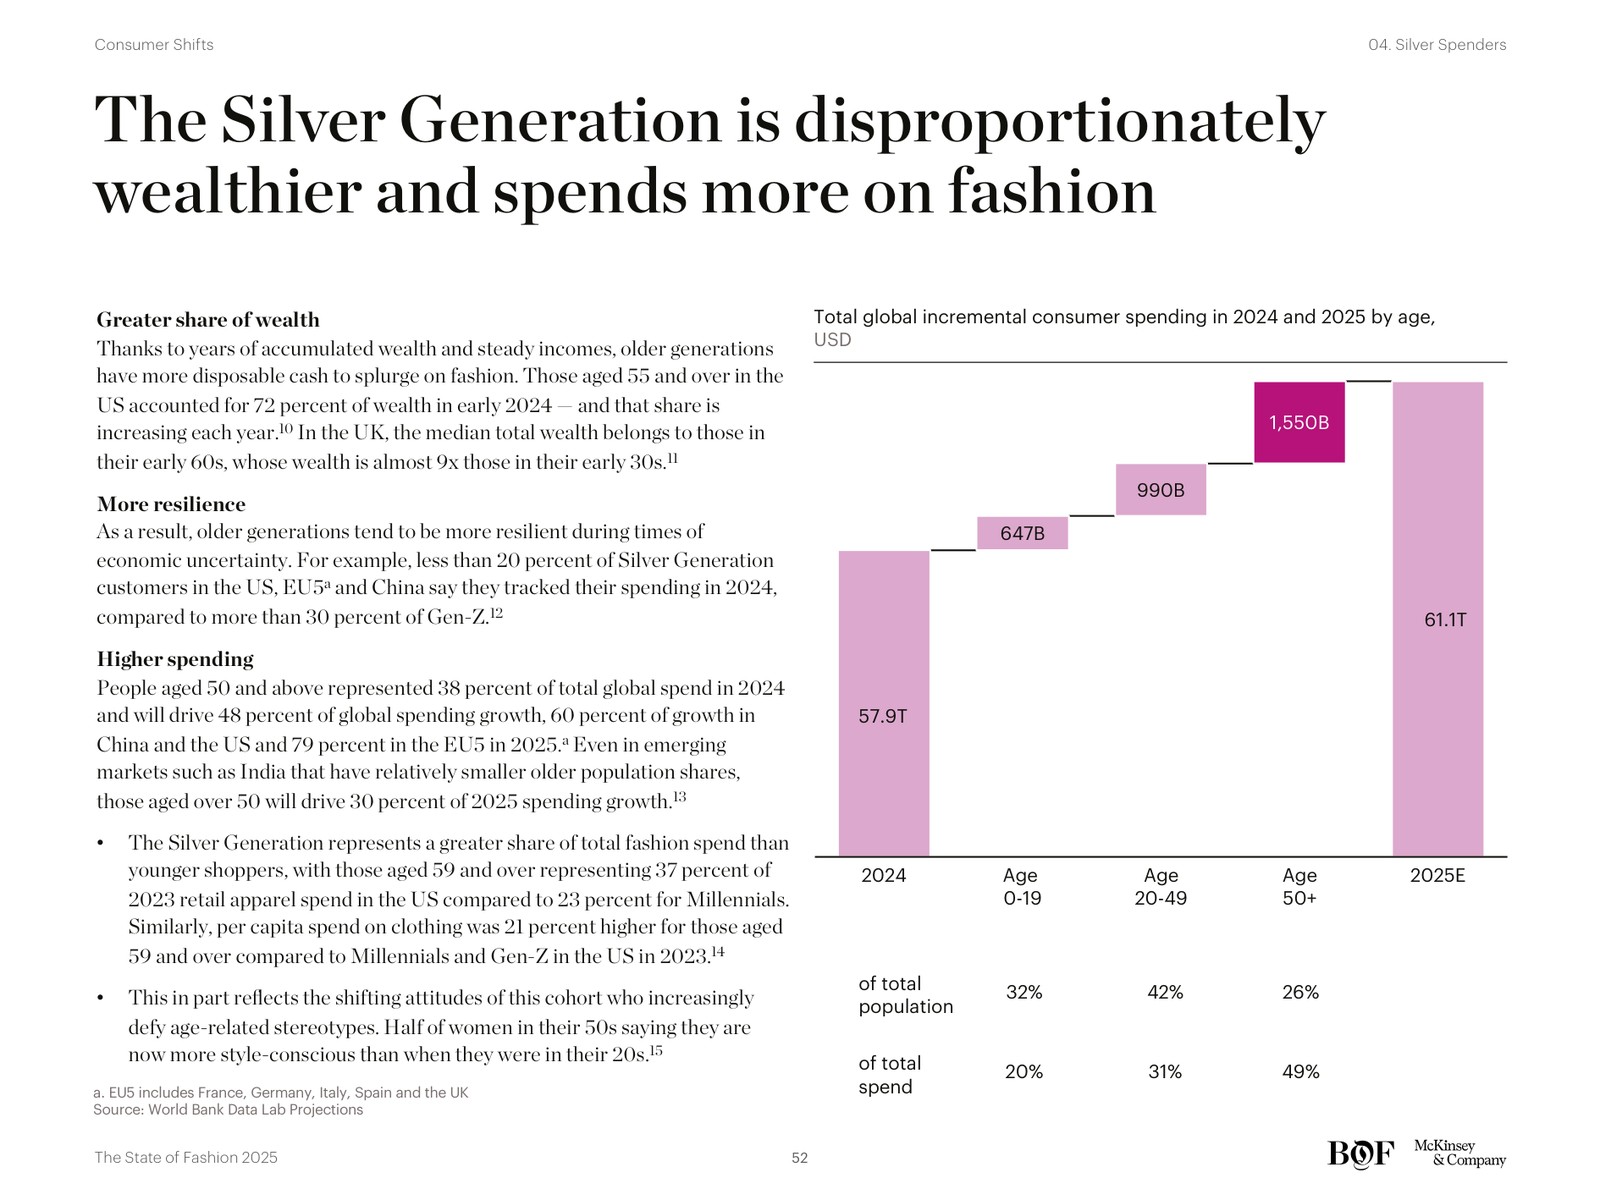 Consumer Shifts
04. Silver Spenders
The Silver Generation is disproportionately
wealthier and spends more on fashion
Greater share of wealth
Thanks to years of accumulated wealth and steady incomes, older generations
have more disposable cash to splurge on fashion. Those aged 55 and over in the
US accounted for 72 percent of wealth in early 2024 — and that share is
increasing each year.¹⁰ In the UK, the median total wealth belongs to those in
their early 60s, whose wealth is almost 9x those in their early 30s.¹¹
More resilience
As a result, older generations tend to be more resilient during times of
economic uncertainty. For example, less than 20 percent of Silver Generation
customers in the US, EU5ᵃ and China say they tracked their spending in 2024,
compared to more than 30 percent of Gen-Z.¹²
Higher spending
People aged 50 and above represented 38 percent of total global spend in 2024
and will drive 48 percent of global spending growth, 60 percent of growth in
China and the US and 79 percent in the EU5 in 2025.ᵃ Even in emerging
markets such as India that have relatively smaller older population shares,
those aged over 50 will drive 30 percent of 2025 spending growth.¹³
• The Silver Generation represents a greater share of total fashion spend than
younger shoppers, with those aged 59 and over representing 37 percent of
2023 retail apparel spend in the US compared to 23 percent for Millennials.
Similarly, per capita spend on clothing was 21 percent higher for those aged
59 and over compared to Millennials and Gen-Z in the US in 2023.¹⁴
• This in part reflects the shifting attitudes of this cohort who increasingly
defy age-related stereotypes. Half of women in their 50s saying they are
now more style-conscious than when they were in their 20s.¹⁵
a. EU5 includes France, Germany, Italy, Spain and the UK
Source: World Bank Data Lab Projections
Total global incremental consumer spending in 2024 and 2025 by age,
USD
57.9T
647B
990B
1,550B
61.1T
2024
Age
0-19
Age
20-49
Age
50+
2025E
of total
population
32%
42%
26%
of total
spend
20%
31%
49%
The State of Fashion 2025
52
BOF
McKinsey
& Company